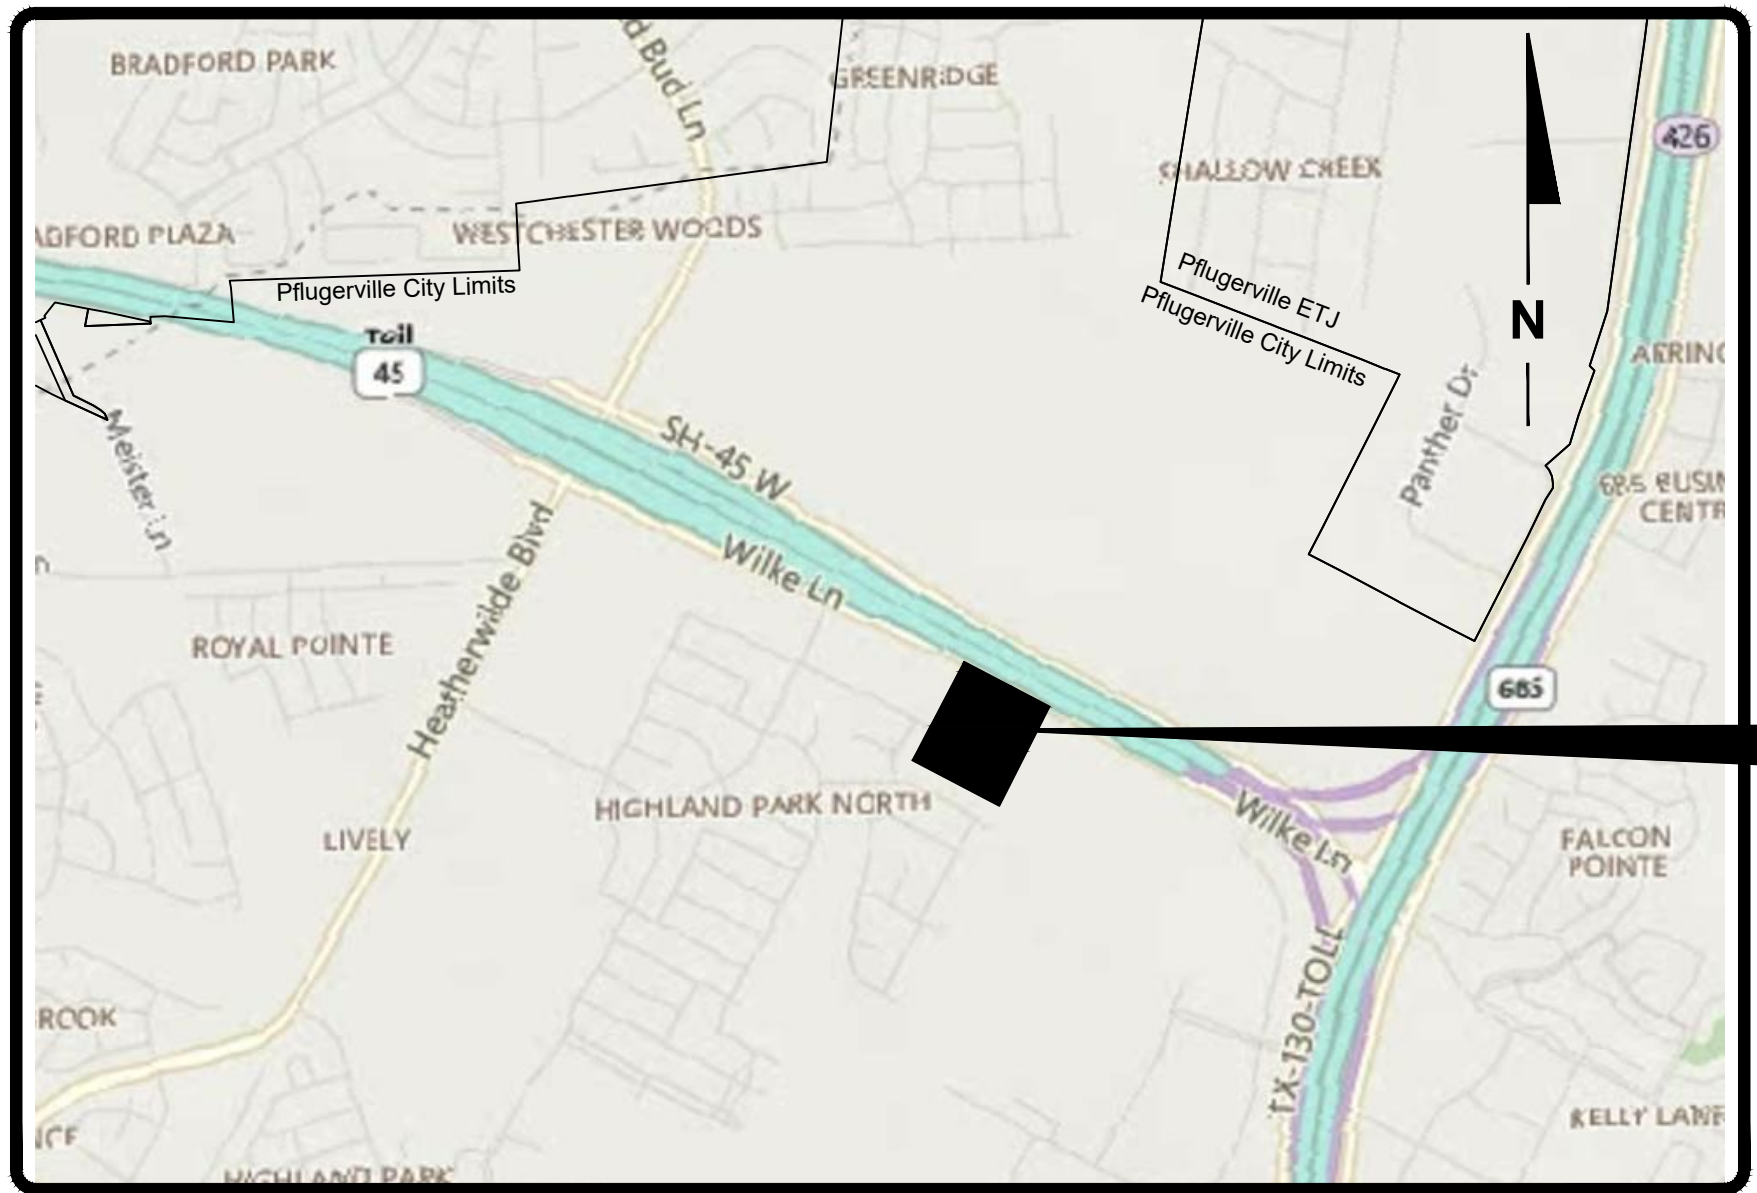 BRADFORD PARK
d Bud Ln
GREENRIDGE
426
SHALLOW CREEK
ADFORD PLAZA
WESTCHESTER WOODS
Pflugerville City Limits
Pflugerville ETJ
Pflugerville City Limits
N
Toll
45
Meister Ln
SH-45 W
Panther Dr
685 BUSIN
CENTR
Heatherwilde Blvd
Wilke Ln
ROYAL POINTE
685
HIGHLAND PARK NORTH
LIVELY
Wilke Ln
FALCON
POINTE
TX-130-TOLL
ROOK
KELLY LANE
HIGHLAND PARK